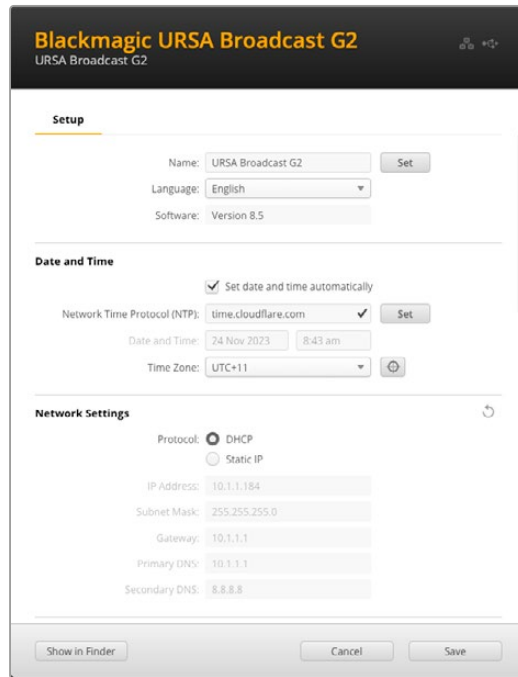 Blackmagic URSA Broadcast G2
URSA Broadcast G2
Setup
Name: URSA Broadcast G2 Set
Language: English
Software: Version 8.5
Date and Time
Set date and time automatically
Network Time Protocol (NTP): time.cloudflare.com Set
Date and Time: 24 Nov 2023 8:43 am
Time Zone: UTC+11
Network Settings
Protocol: DHCP
Static IP
IP Address: 10.1.1.184
Subnet Mask: 255.255.255.0
Gateway: 10.1.1.1
Primary DNS: 10.1.1.1
Secondary DNS: 8.8.8.8
Show in Finder Cancel Save